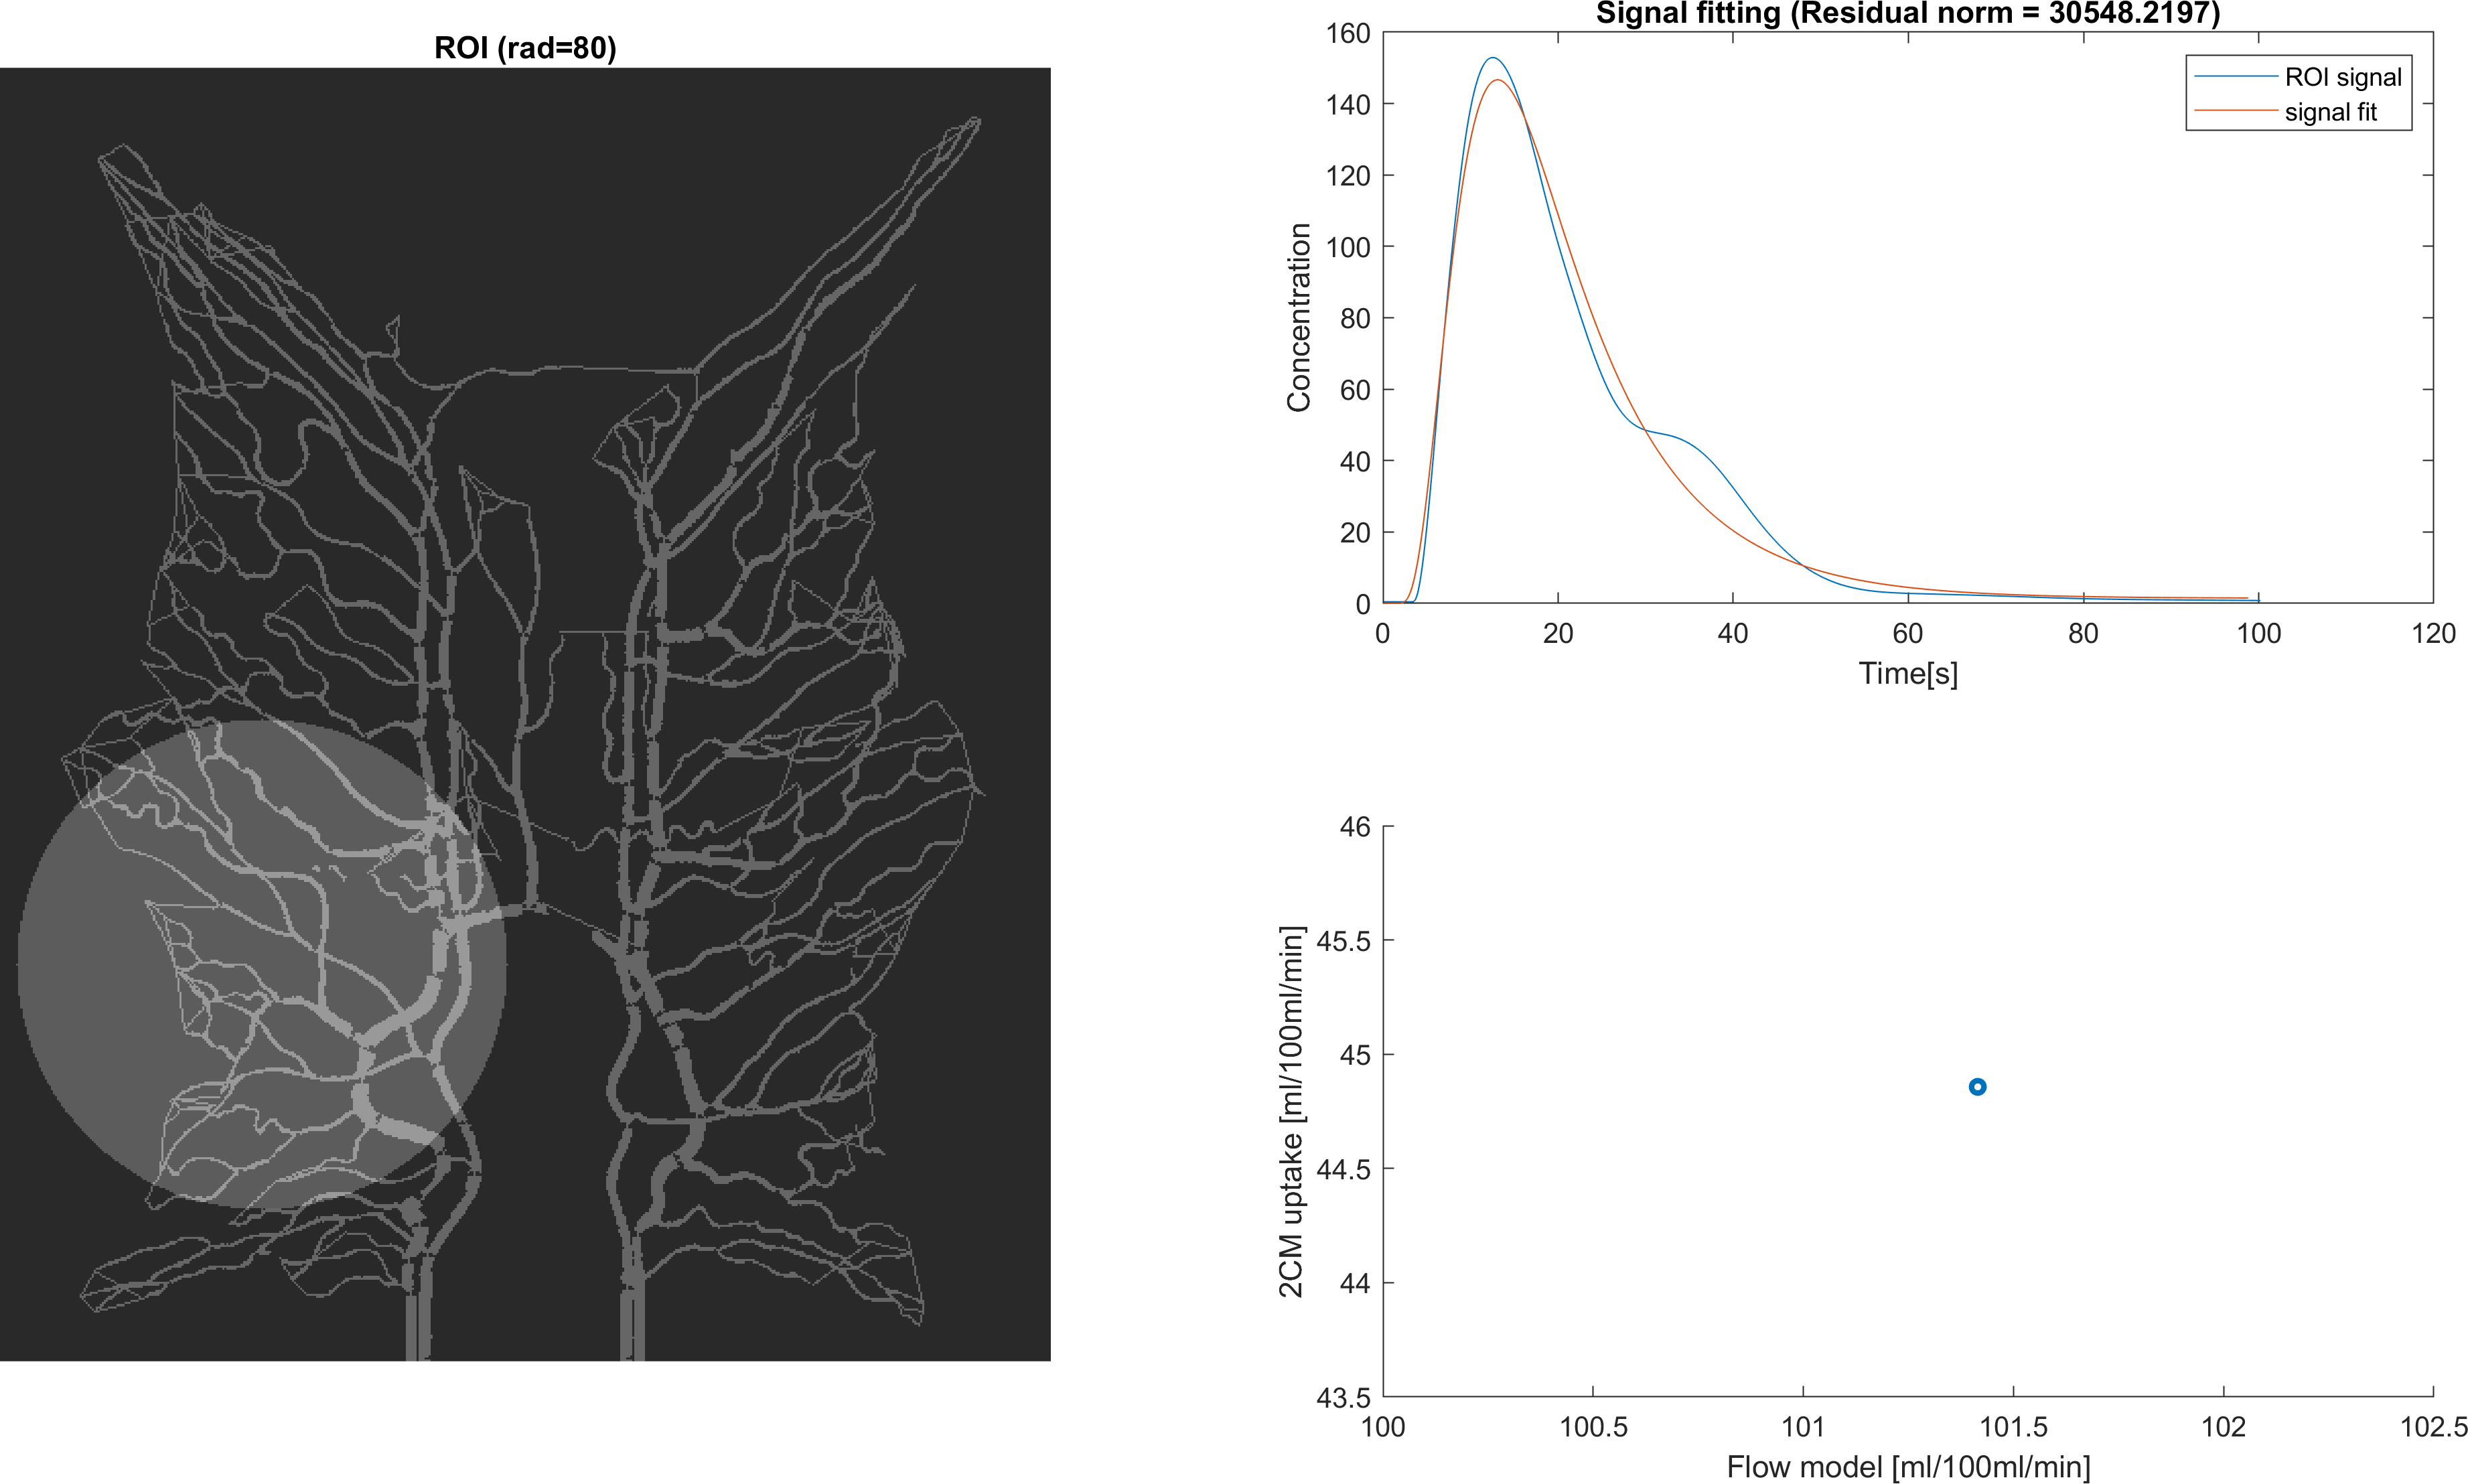 ROI (rad=80)
Signal fitting (Residual norm = 30548.2197)
160
140
120
100
80
60
40
20
0
Concentration
ROI signal
signal fit
0 20 40 60 80 100 120
Time[s]
46
45.5
45
44.5
44
43.5
2CM uptake [ml/100ml/min]
100 100.5 101 101.5 102 102.5
Flow model [ml/100ml/min]